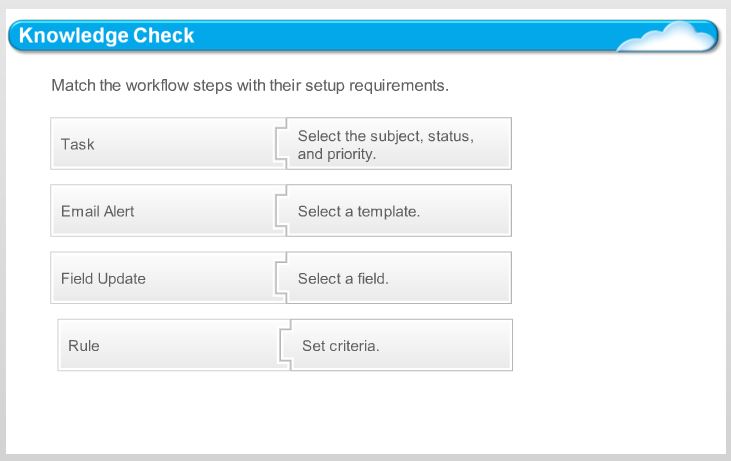 Knowledge Check
Match the workflow steps with their setup requirements.
Task
Select the subject, status,
and priority.
Email Alert
Select a template.
Field Update
Select a field.
Rule
Set criteria.